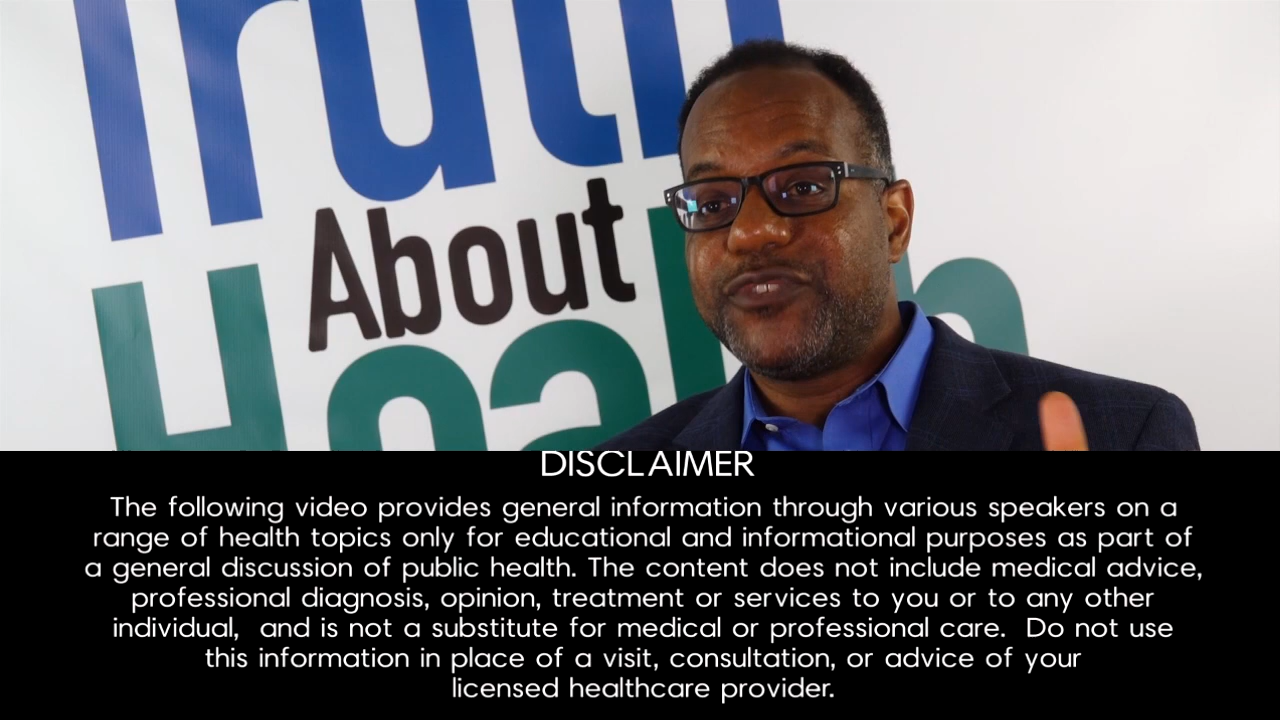 Truth
About
Health
DISCLAIMER
The following video provides general information through various speakers on a
range of health topics only for educational and informational purposes as part of
a general discussion of public health. The content does not include medical advice,
professional diagnosis, opinion, treatment or services to you or to any other
individual,  and is not a substitute for medical or professional care.  Do not use
this information in place of a visit, consultation, or advice of your
licensed healthcare provider.